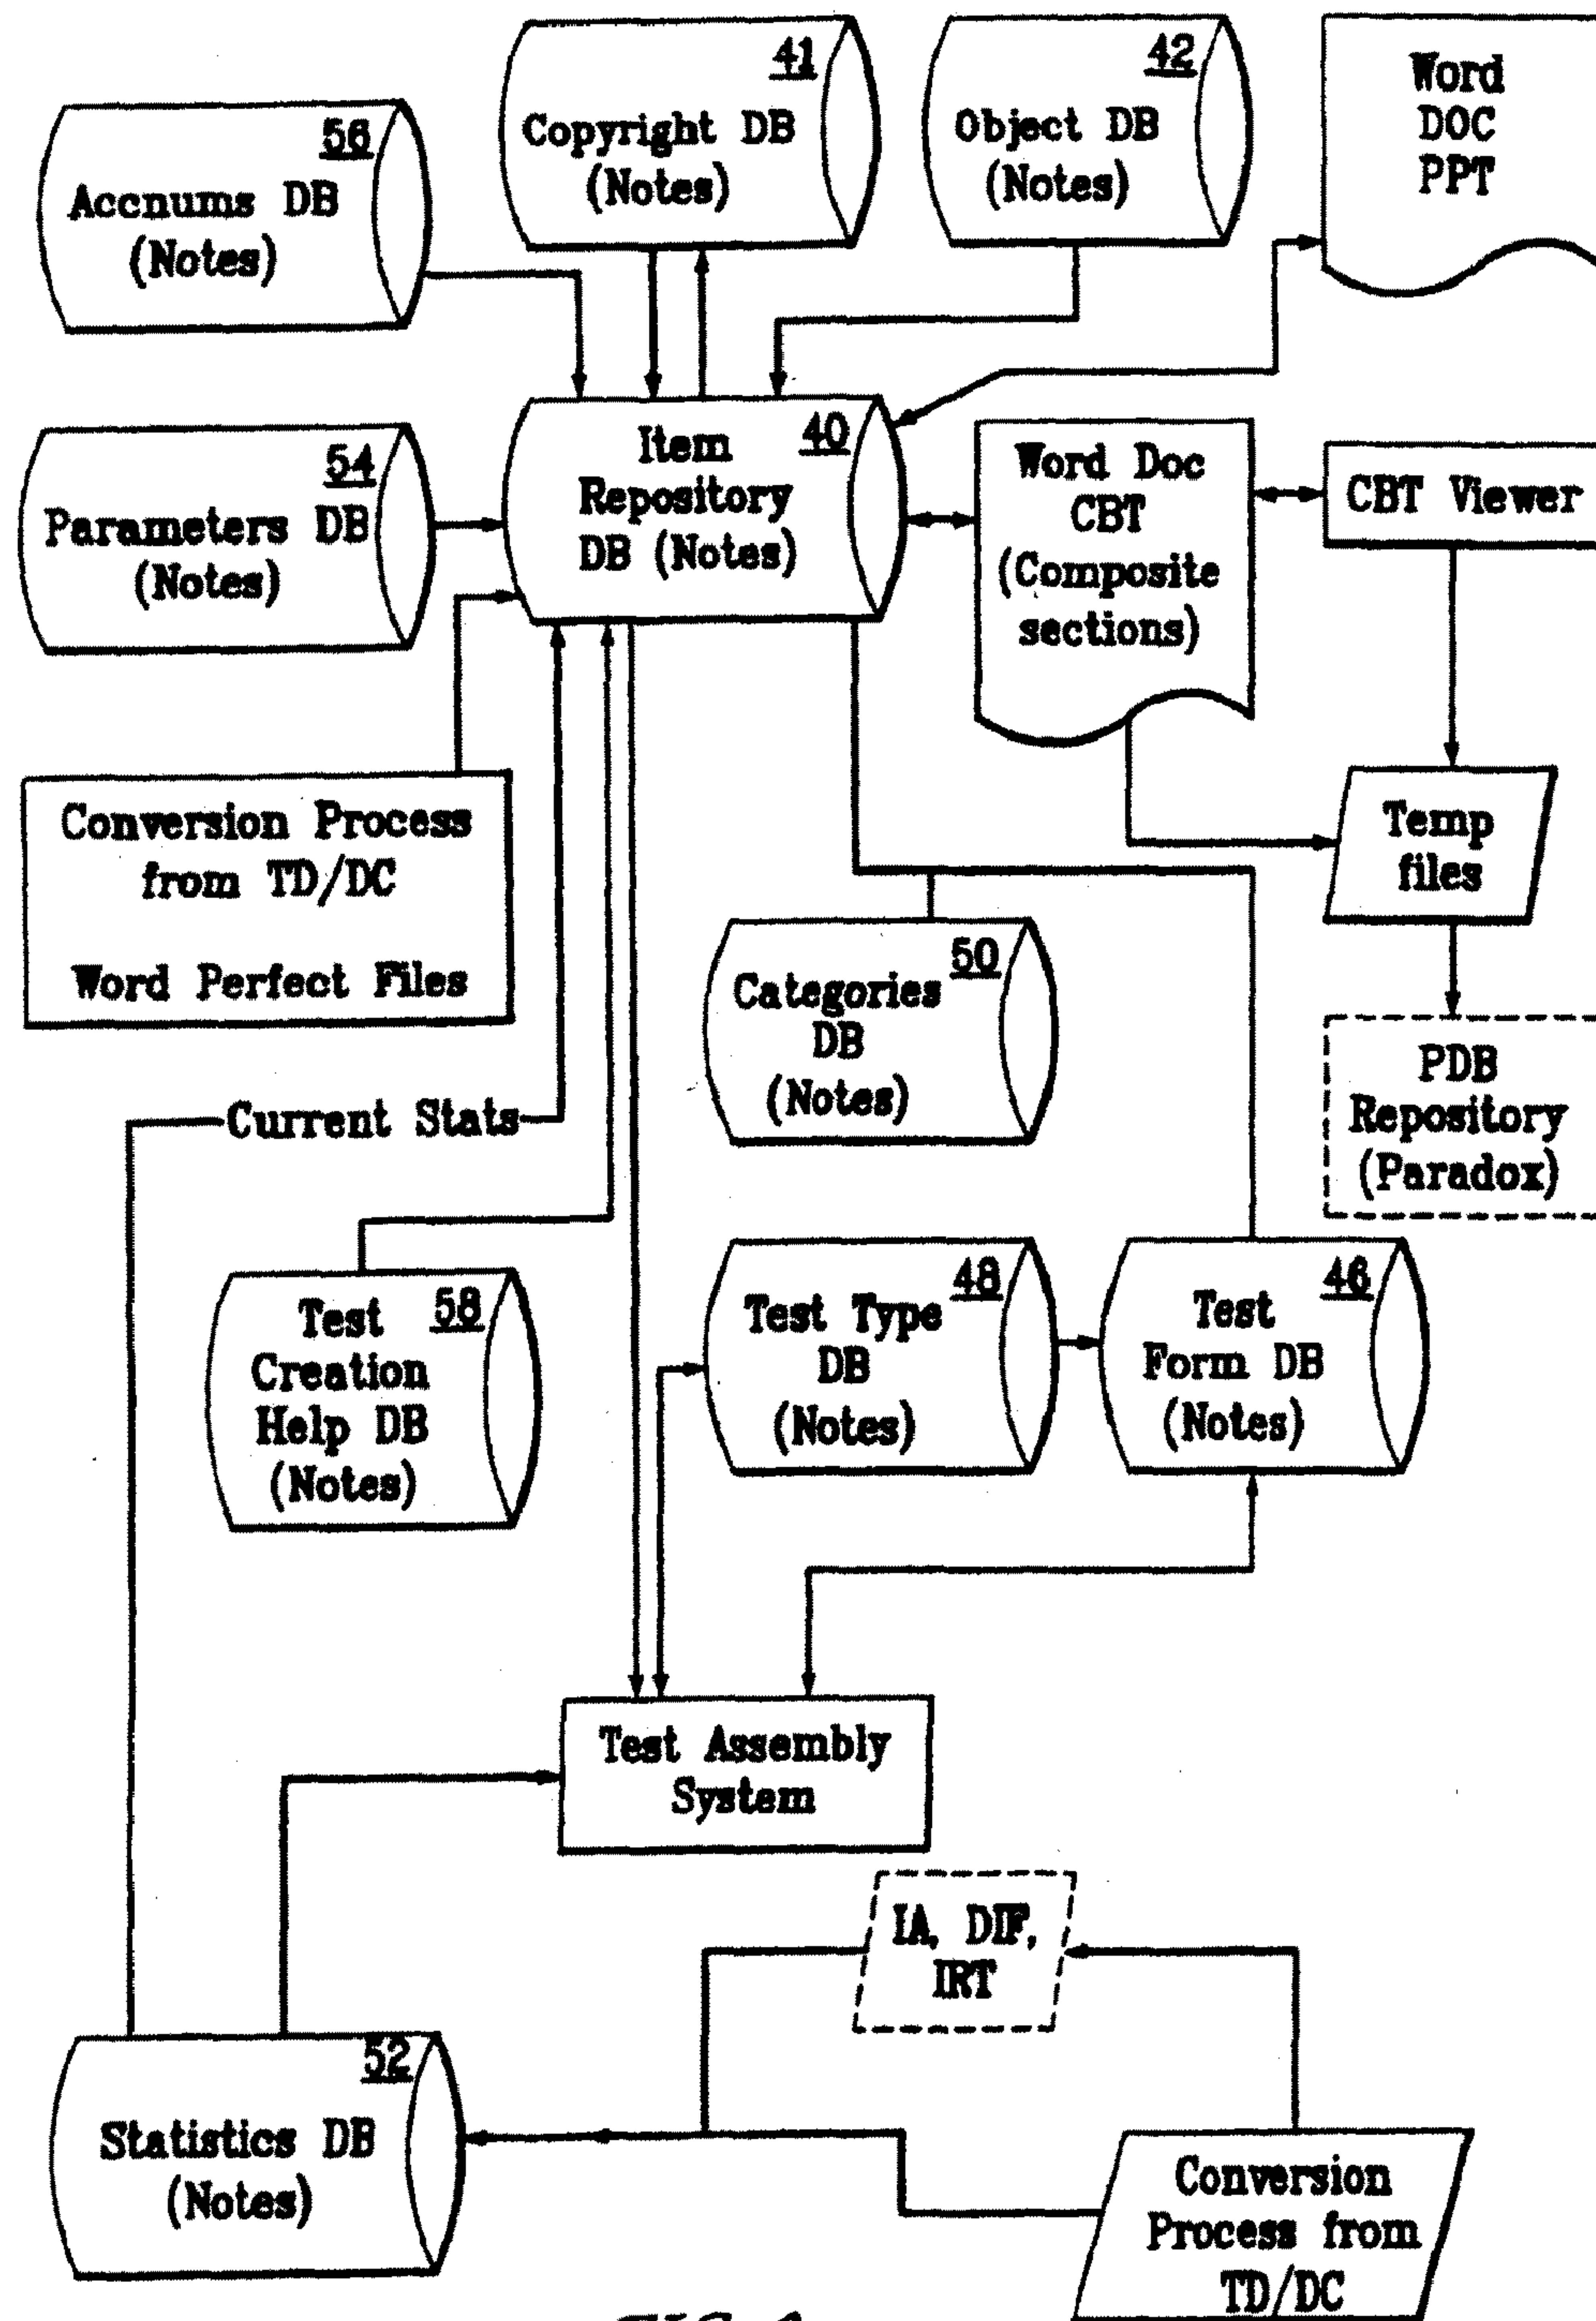 41
Copyright DB
(Notes)
42
Object DB
(Notes)
Word
DOC
PPT
56
Accnums DB
(Notes)
54
Parameters DB
(Notes)
40
Item
Repository
DB (Notes)
Word Doc
CBT
(Composite
sections)
CBT Viewer
Conversion Process
from TD/DC
Word Perfect Files
Temp
files
50
Categories
DB
(Notes)
PDB
Repository
(Paradox)
Current Stats
58
Test
Creation
Help DB
(Notes)
48
Test Type
DB
(Notes)
46
Test
Form DB
(Notes)
Test Assembly
System
IA, DIF,
IRT
52
Statistics DB
(Notes)
Conversion
Process from
TD/DC